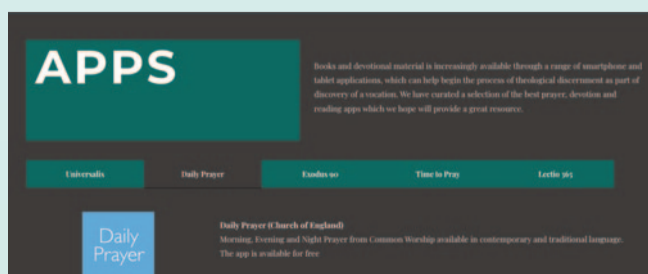 APPS
Books and devotional material is increasingly available through a range of smartphone and
tablet applications, which can help begin the process of theological discernment as part of
discovery of a vocation. We have curated a selection of the best prayer, devotion and
reading apps which we hope will provide a great resource.
Universalis Daily Prayer Exodus 90 Time to Pray Lectio 365
Daily
Prayer
Daily Prayer (Church of England)
Morning, Evening and Night Prayer from Common Worship available in contemporary and traditional language.
The app is available for free